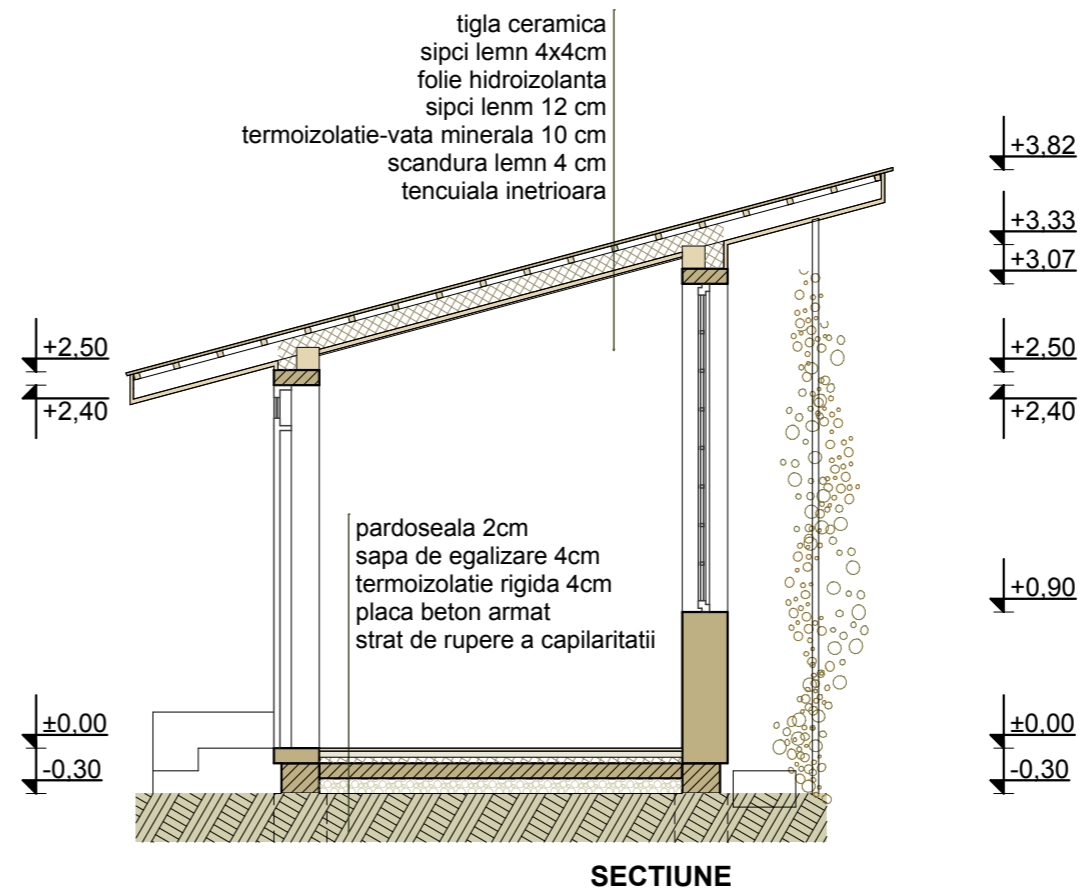 tigla ceramica
sipci lemn 4x4cm
folie hidroizolanta
sipci lenm 12 cm
termoizolatie-vata minerala 10 cm
scandura lemn 4 cm
tencuiala inetrioara
+3,82
+3,33
+3,07
+2,50
+2,40
+2,50
+2,40
pardoseala 2cm
sapa de egalizare 4cm
termoizolatie rigida 4cm
placa beton armat
strat de rupere a capilaritatii
+0,90
±0,00
-0,30
±0,00
-0,30
SECTIUNE